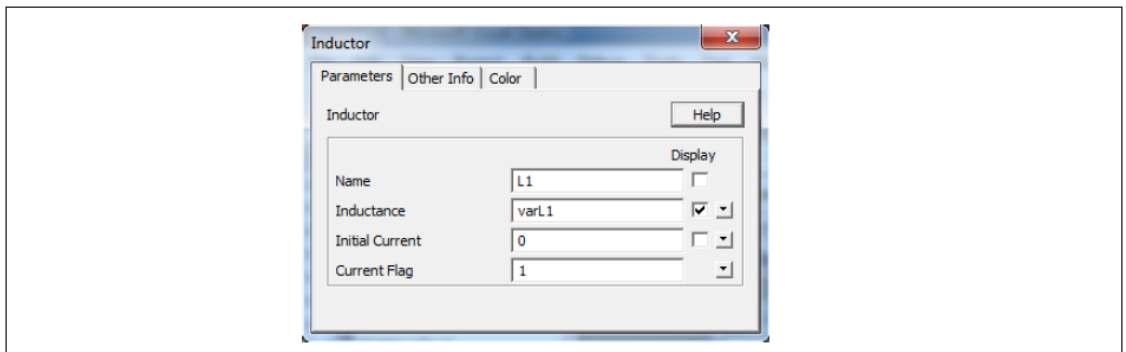 Inductor
Parameters Other Info Color
Inductor Help
Display
Name L1
Inductance varL1
Initial Current 0
Current Flag 1